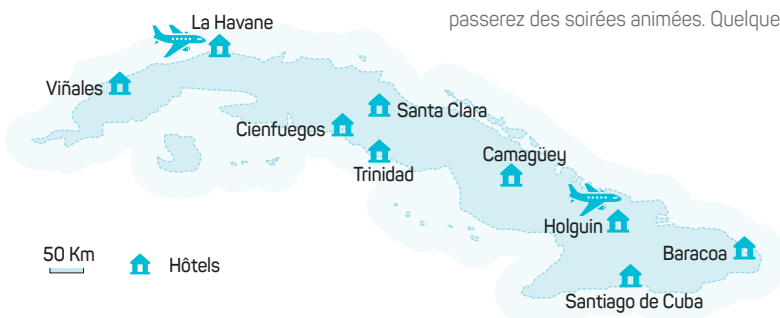 passerez des soirées animées. Quelque
La Havane
Viñales
Santa Clara
Cienfuegos
Trinidad
Camagüey
Holguin
Baracoa
Santiago de Cuba
50 Km
Hôtels